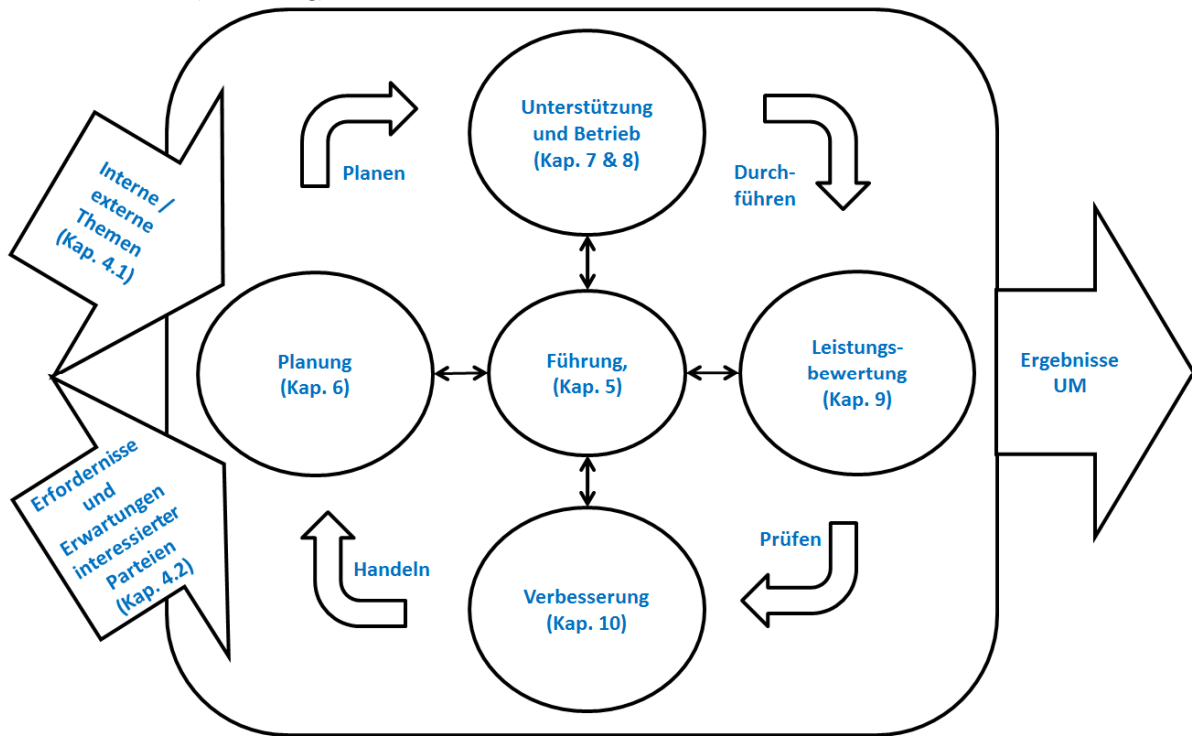 Interne /
externe
Themen
(Kap. 4.1)
Erfordernisse
und
Erwartungen
interessierter
Parteien
(Kap. 4.2)
Planen
Unterstützung
und Betrieb
(Kap. 7 & 8)
Durch-
führen
Planung
(Kap. 6)
Führung,
(Kap. 5)
Leistungs-
bewertung
(Kap. 9)
Handeln
Verbesserung
(Kap. 10)
Prüfen
Ergebnisse
UM